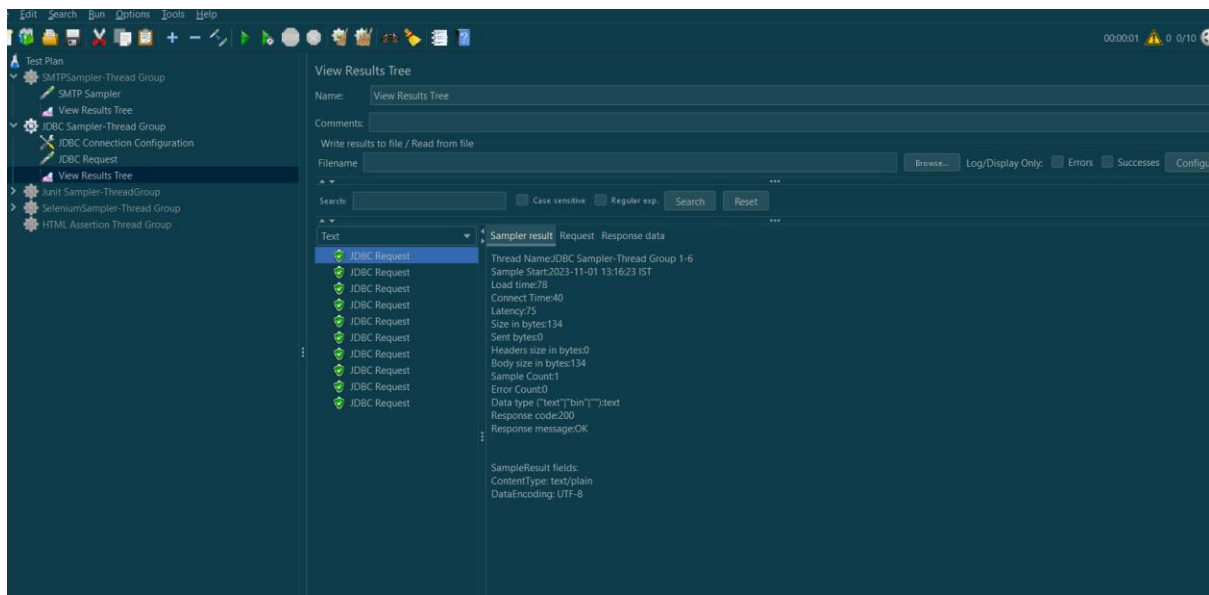 Edit Search Run Options Tools Help
00:00:01 0 0/10
Test Plan
SMTPSampler-Thread Group
SMTP Sampler
View Results Tree
JDBC Sampler-Thread Group
JDBC Connection Configuration
JDBC Request
View Results Tree
Junit Sampler-ThreadGroup
SeleniumSampler-Thread Group
HTML Assertion Thread Group
View Results Tree
Name: View Results Tree
Comments:
Write results to file / Read from file
Filename Browse... Log/Display Only: Errors Successes Configu
Search: Case sensitive Regular exp. Search Reset
Text
JDBC Request
JDBC Request
JDBC Request
JDBC Request
JDBC Request
JDBC Request
JDBC Request
JDBC Request
JDBC Request
JDBC Request
Sampler result Request Response data
Thread Name:JDBC Sampler-Thread Group 1-6
Sample Start:2023-11-01 13:16:23 IST
Load time:78
Connect Time:40
Latency:75
Size in bytes:134
Sent bytes:0
Headers size in bytes:0
Body size in bytes:134
Sample Count:1
Error Count:0
Data type ("text"|"bin"|""):text
Response code:200
Response message:OK
SampleResult fields:
ContentType: text/plain
DataEncoding: UTF-8